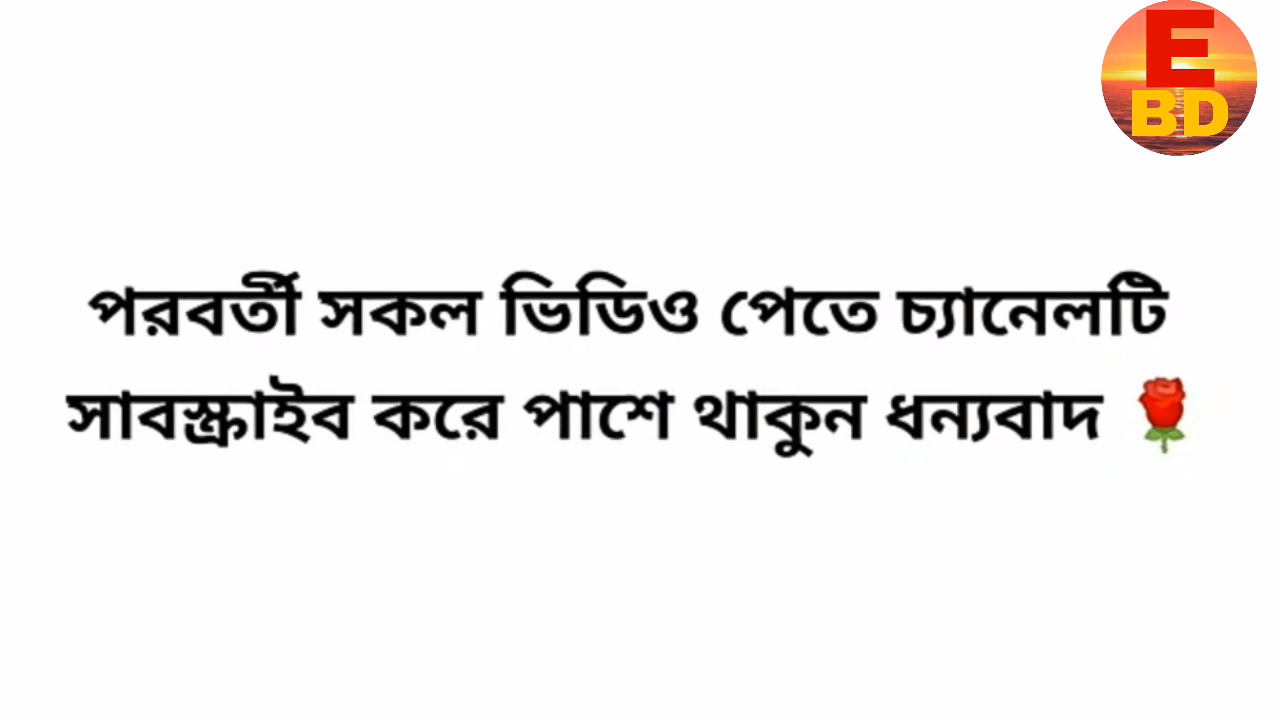 E
BD
পরবর্তী সকল ভিডিও পেতে চ্যানেলটি
সাবস্ক্রাইব করে পাশে থাকুন ধন্যবাদ 🌹